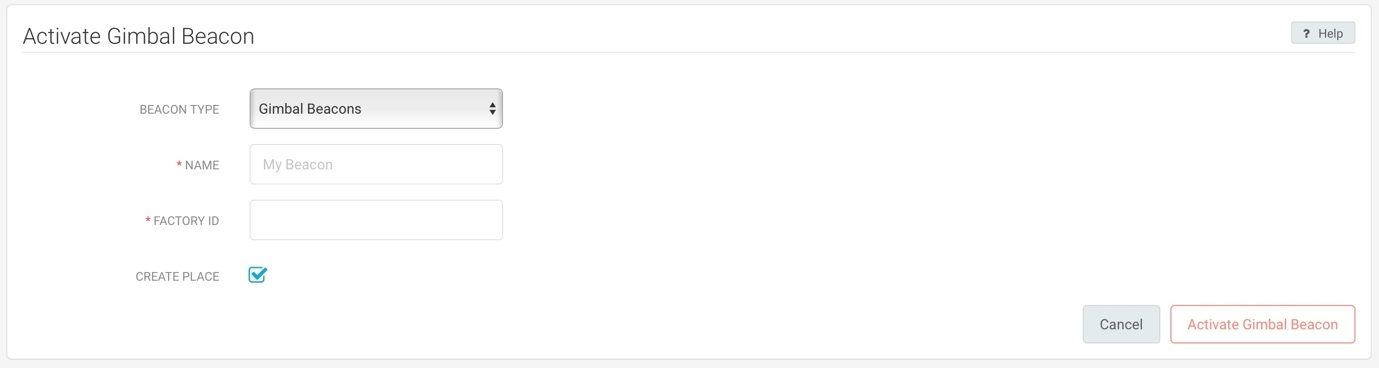 Activate Gimbal Beacon
? Help
BEACON TYPE
Gimbal Beacons
* NAME
My Beacon
* FACTORY ID
CREATE PLACE
Cancel
Activate Gimbal Beacon